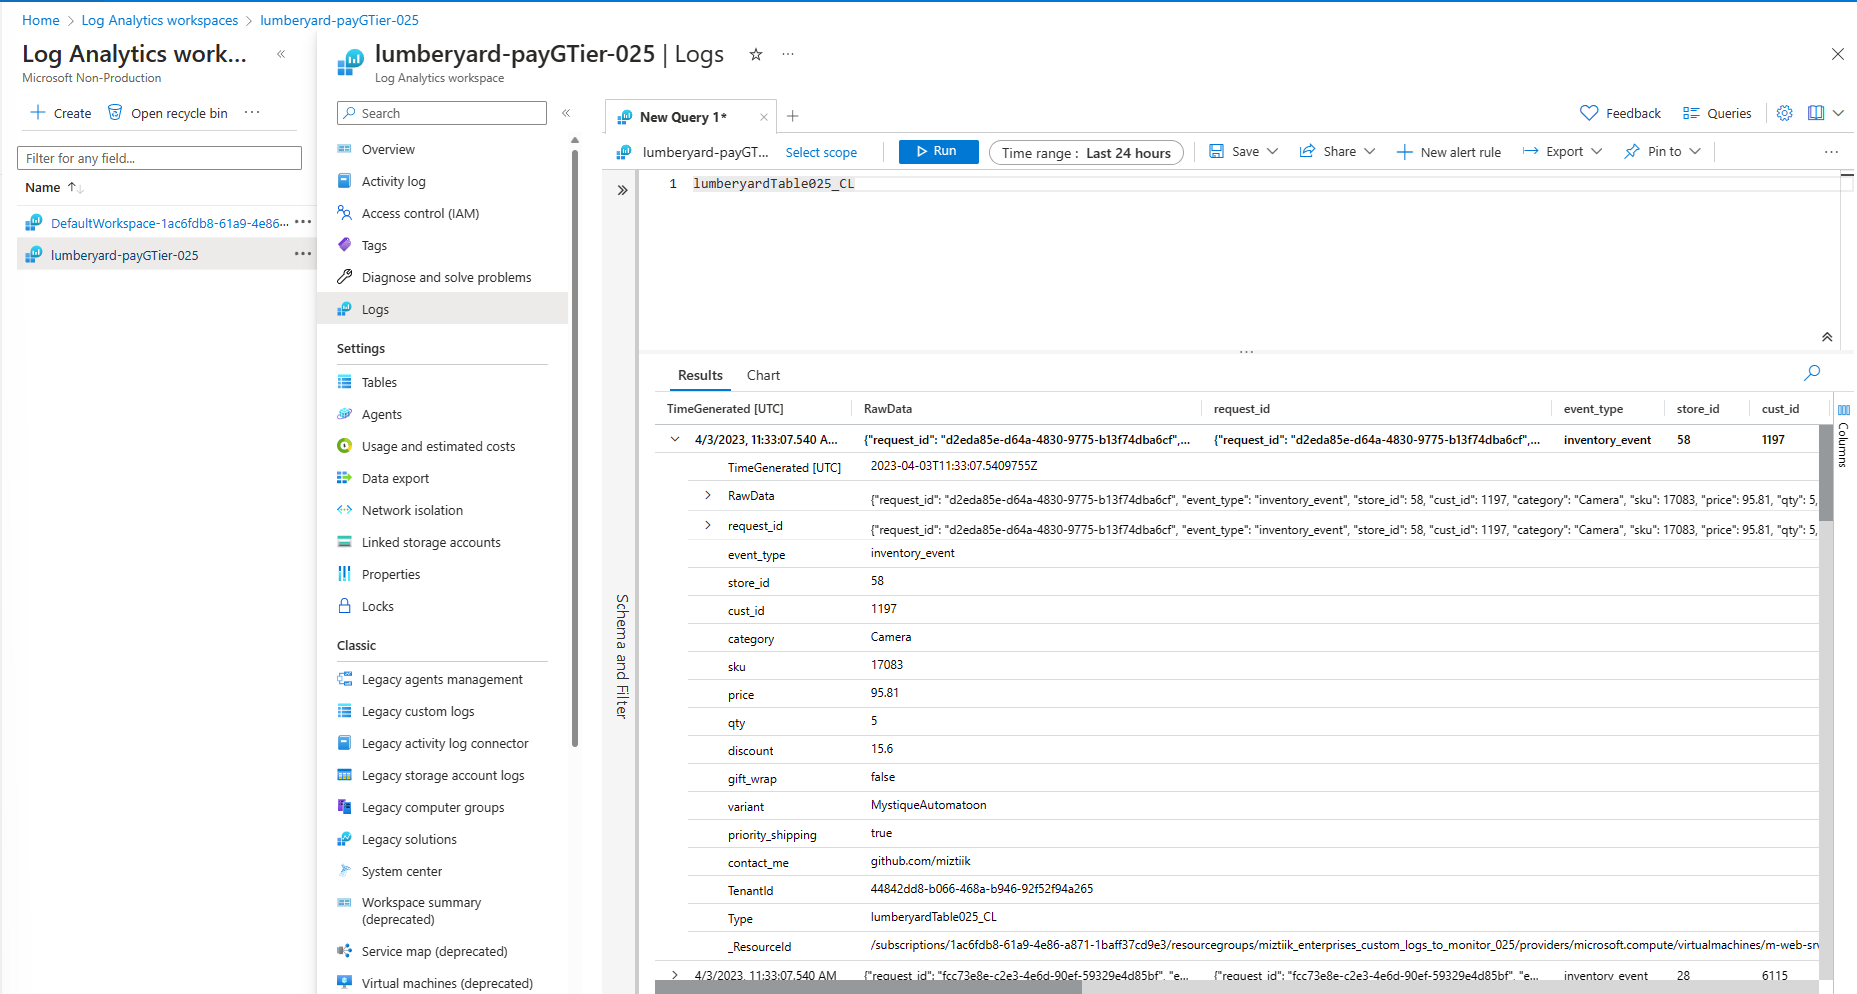 Home > Log Analytics workspaces > lumberyard-payGTier-025
Log Analytics work...
Microsoft Non-Production
Create
Open recycle bin
Filter for any field...
Name
DefaultWorkspace-1ac6fdb8-61a9-4e86...
lumberyard-payGTier-025
lumberyard-payGTier-025 | Logs
Log Analytics workspace
Search
Overview
Activity log
Access control (IAM)
Tags
Diagnose and solve problems
Logs
Settings
Tables
Agents
Usage and estimated costs
Data export
Network isolation
Linked storage accounts
Properties
Locks
Classic
Legacy agents management
Legacy custom logs
Legacy activity log connector
Legacy storage account logs
Legacy computer groups
Legacy solutions
System center
Workspace summary
(deprecated)
Service map (deprecated)
Virtual machines (deprecated)
New Query 1*
Feedback
Queries
lumberyard-payGT...
Select scope
Run
Time range : Last 24 hours
Save
Share
New alert rule
Export
Pin to
1 lumberyardTable025_CL
Schema and Filter
Results
Chart
TimeGenerated [UTC] RawData request_id event_type store_id cust_id
Columns
4/3/2023, 11:33:07.540 A... {"request_id": "d2eda85e-d64a-4830-9775-b13f74dba6cf",... {"request_id": "d2eda85e-d64a-4830-9775-b13f74dba6cf",... inventory_event 58 1197
TimeGenerated [UTC] 2023-04-03T11:33:07.5409755Z
RawData {"request_id": "d2eda85e-d64a-4830-9775-b13f74dba6cf", "event_type": "inventory_event", "store_id": 58, "cust_id": 1197, "category": "Camera", "sku": 17083, "price": 95.81, "qty": 5,
request_id {"request_id": "d2eda85e-d64a-4830-9775-b13f74dba6cf", "event_type": "inventory_event", "store_id": 58, "cust_id": 1197, "category": "Camera", "sku": 17083, "price": 95.81, "qty": 5,
event_type inventory_event
store_id 58
cust_id 1197
category Camera
sku 17083
price 95.81
qty 5
discount 15.6
gift_wrap false
variant MystiqueAutomatoon
priority_shipping true
contact_me github.com/miztiik
TenantId 44842dd8-b066-468a-b946-92f52f94a265
Type lumberyardTable025_CL
_ResourceId /subscriptions/1ac6fdb8-61a9-4e86-a871-1baff37cd9e3/resourcegroups/miztiik_enterprises_custom_logs_to_monitor_025/providers/microsoft.compute/virtualmachines/m-web-srv
4/3/2023, 11:33:07.540 AM {"request_id": "fcc73e8e-c2e3-4e6d-90ef-59329e4d85bf", "e... {"request_id": "fcc73e8e-c2e3-4e6d-90ef-59329e4d85bf", "e... inventory_event 28 6115